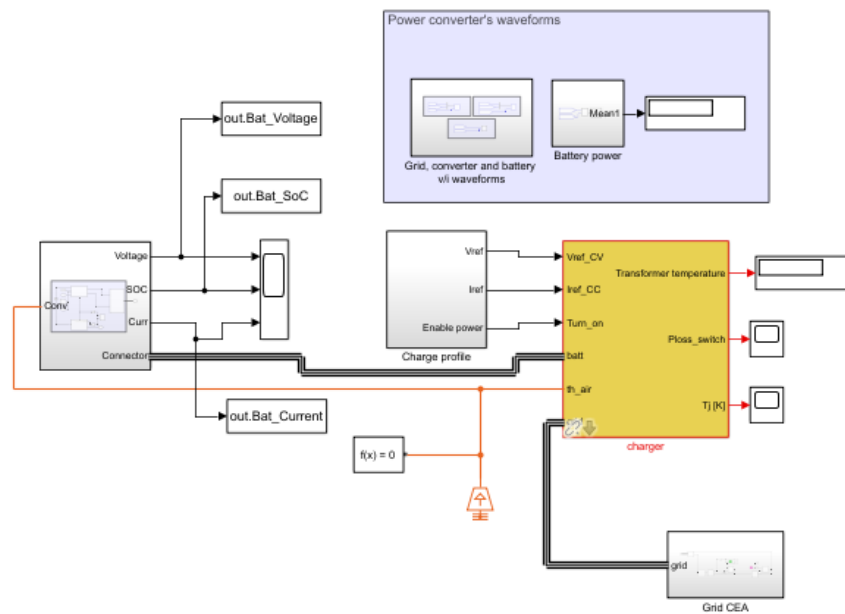 Power converter's waveforms
Mean1
Grid, converter and battery
v/i waveforms
Battery power
out.Bat_Voltage
out.Bat_SoC
Voltage
SOC
Conv
Curr
Connector
out.Bat_Current
Vref
Iref
Enable power
Charge profile
Vref_CV
Iref_CC
Turn_on
batt
th_air
Transformer temperature
Ploss_switch
Tj [K]
charger
f(x) = 0
grid
Grid CEA